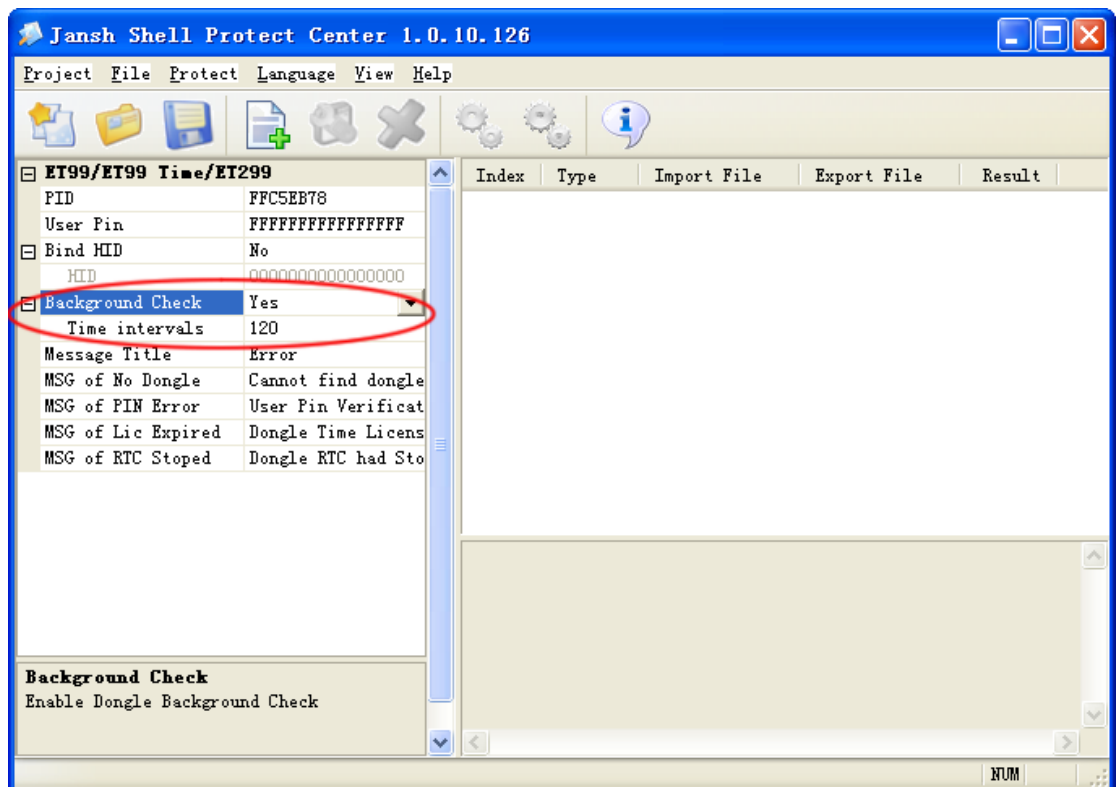 Jansh Shell Protect Center 1.0.10.126
Project File Protect Language View Help
ET99/ET99 Time/ET299
PID FFC5EB78
User Pin FFFFFFFFFFFFFFFF
Bind HID No
HID 0000000000000000
Background Check Yes
Time intervals 120
Message Title Error
MSG of No Dongle Cannot find dongle
MSG of PIN Error User Pin Verificat
MSG of Lic Expired Dongle Time Licens
MSG of RTC Stoped Dongle RTC had Sto
Background Check
Enable Dongle Background Check
Index Type Import File Export File Result
NUM